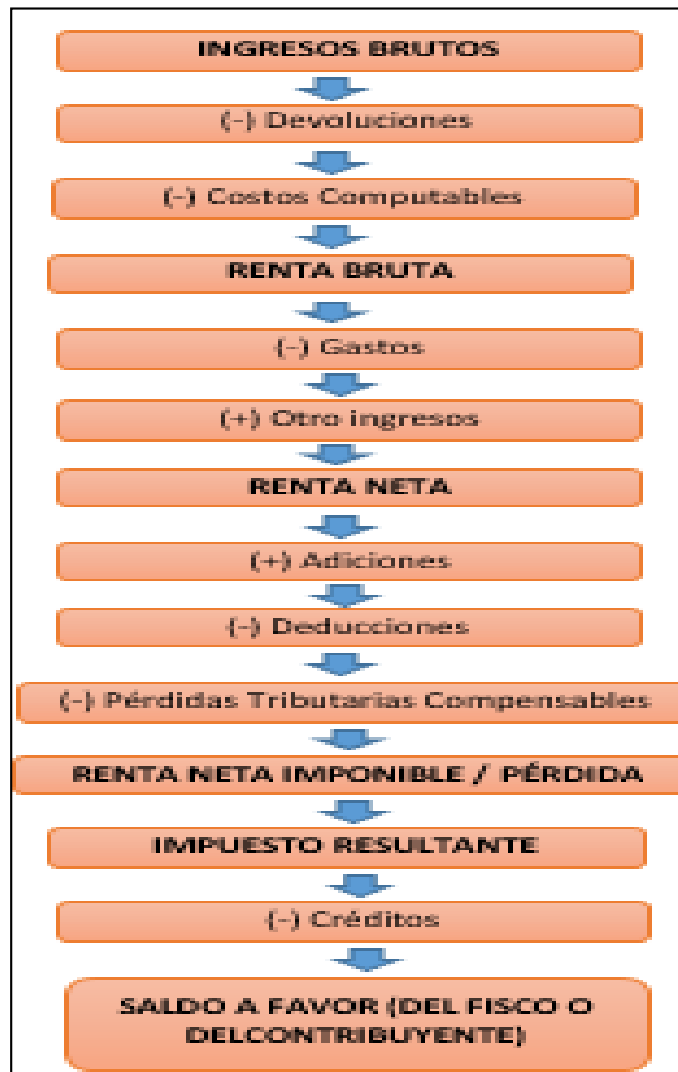 INGRESOS BRUTOS
(-) Devoluciones
(-) Costos Computables
RENTA BRUTA
(-) Gastos
(+) Otro ingresos
RENTA NETA
(+) Adiciones
(-) Deducciones
(-) Pérdidas Tributarias Compensables
RENTA NETA IMPONIBLE / PÉRDIDA
IMPUESTO RESULTANTE
(-) Créditos
SALDO A FAVOR (DEL FISCO O
DELCONTRIBUYENTE)